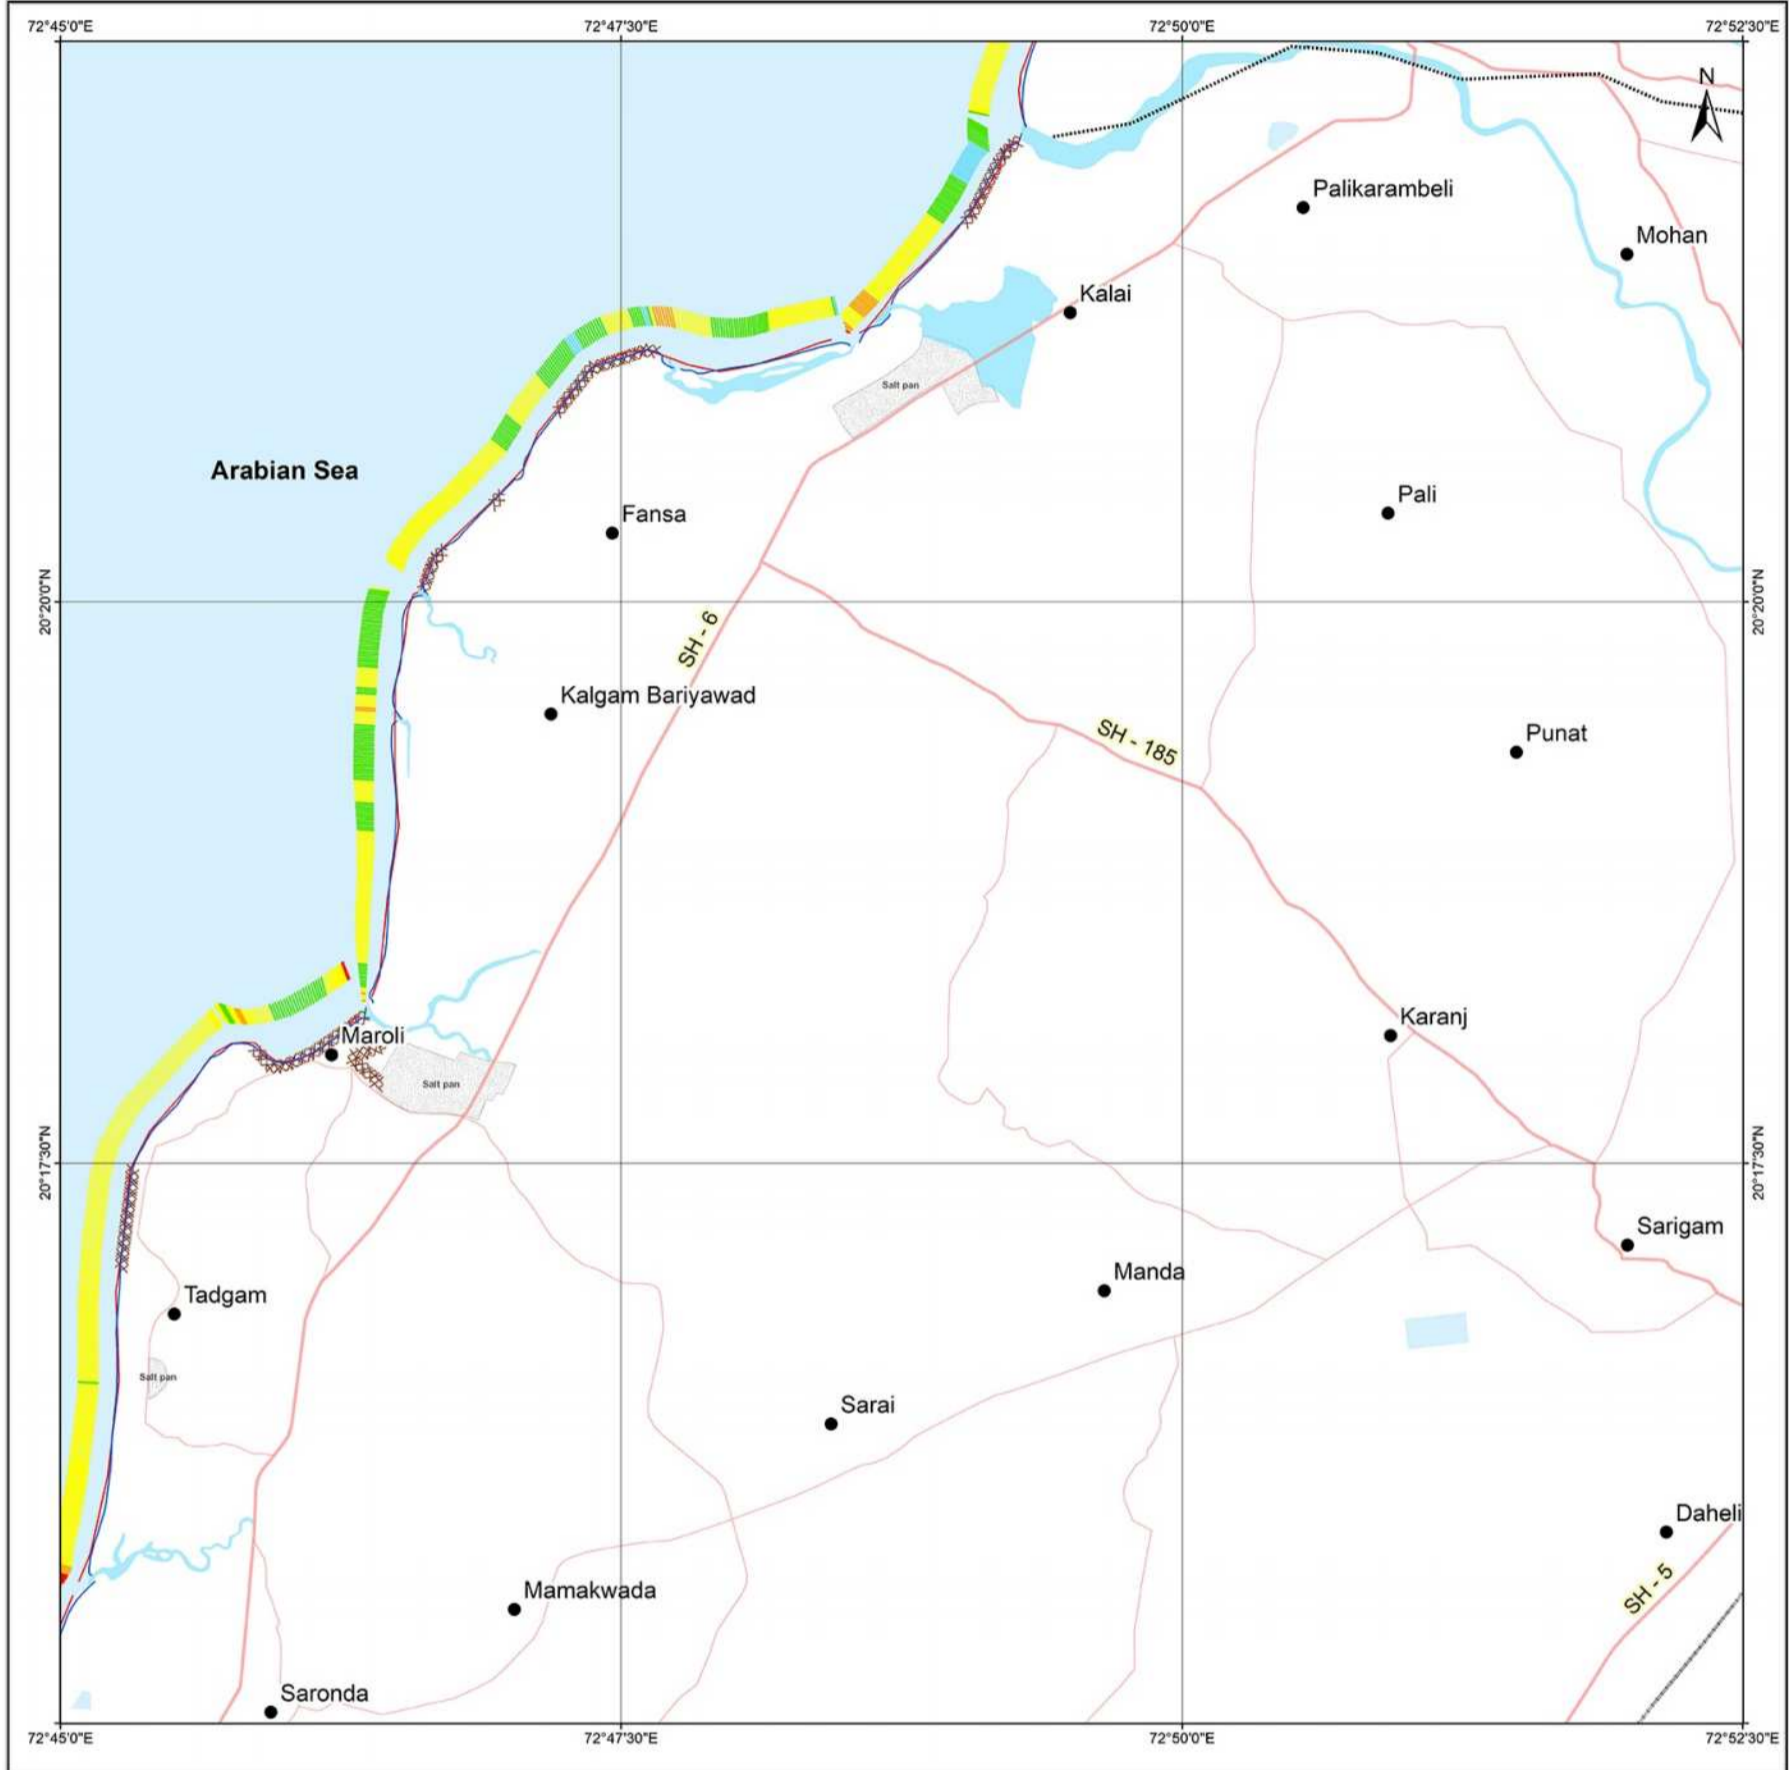 72°45'0"E
72°47'30"E
72°50'0"E
72°52'30"E
N
Palikarambeli
Mohan
Kalai
Salt pan
Arabian Sea
Pali
Fansa
20°20'0"N
20°20'0"N
SH - 6
Kalgam Bariyawad
SH - 185
Punat
Karanj
Maroli
Salt pan
20°17'30"N
20°17'30"N
Sarigam
Manda
Tadgam
Salt pan
Sarai
Daheli
SH - 5
Mamakwada
Saronda
72°45'0"E
72°47'30"E
72°50'0"E
72°52'30"E